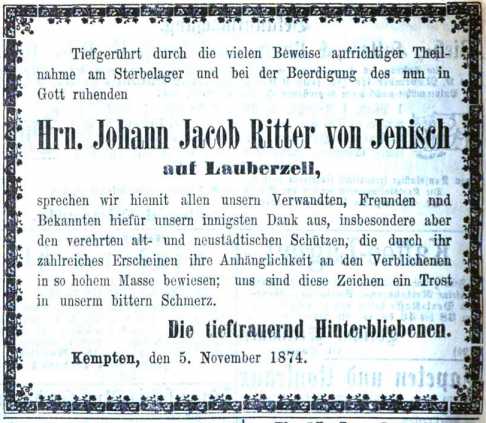 Tiefgerührt durch die vielen Beweise aufrichtiger Theil-
nahme am Sterbelager und bei der Beerdigung des nun in
Gott ruhenden
Hrn. Johann Jacob Ritter von Jenisch
auf Lauberzell,
sprechen wir hiemit allen unsern Verwandten, Freunden und
Bekannten hiefür unsern innigsten Dank aus, insbesondere aber
den verehrten alt- und neustädtischen Schützen, die durch ihr
zahlreiches Erscheinen ihre Anhänglichkeit an den Verblichenen
in so hohem Masse bewiesen; uns sind diese Zeichen ein Trost
in unserm bittern Schmerz.
Die tieftrauernd Hinterbliebenen.
Kempten, den 5. November 1874.